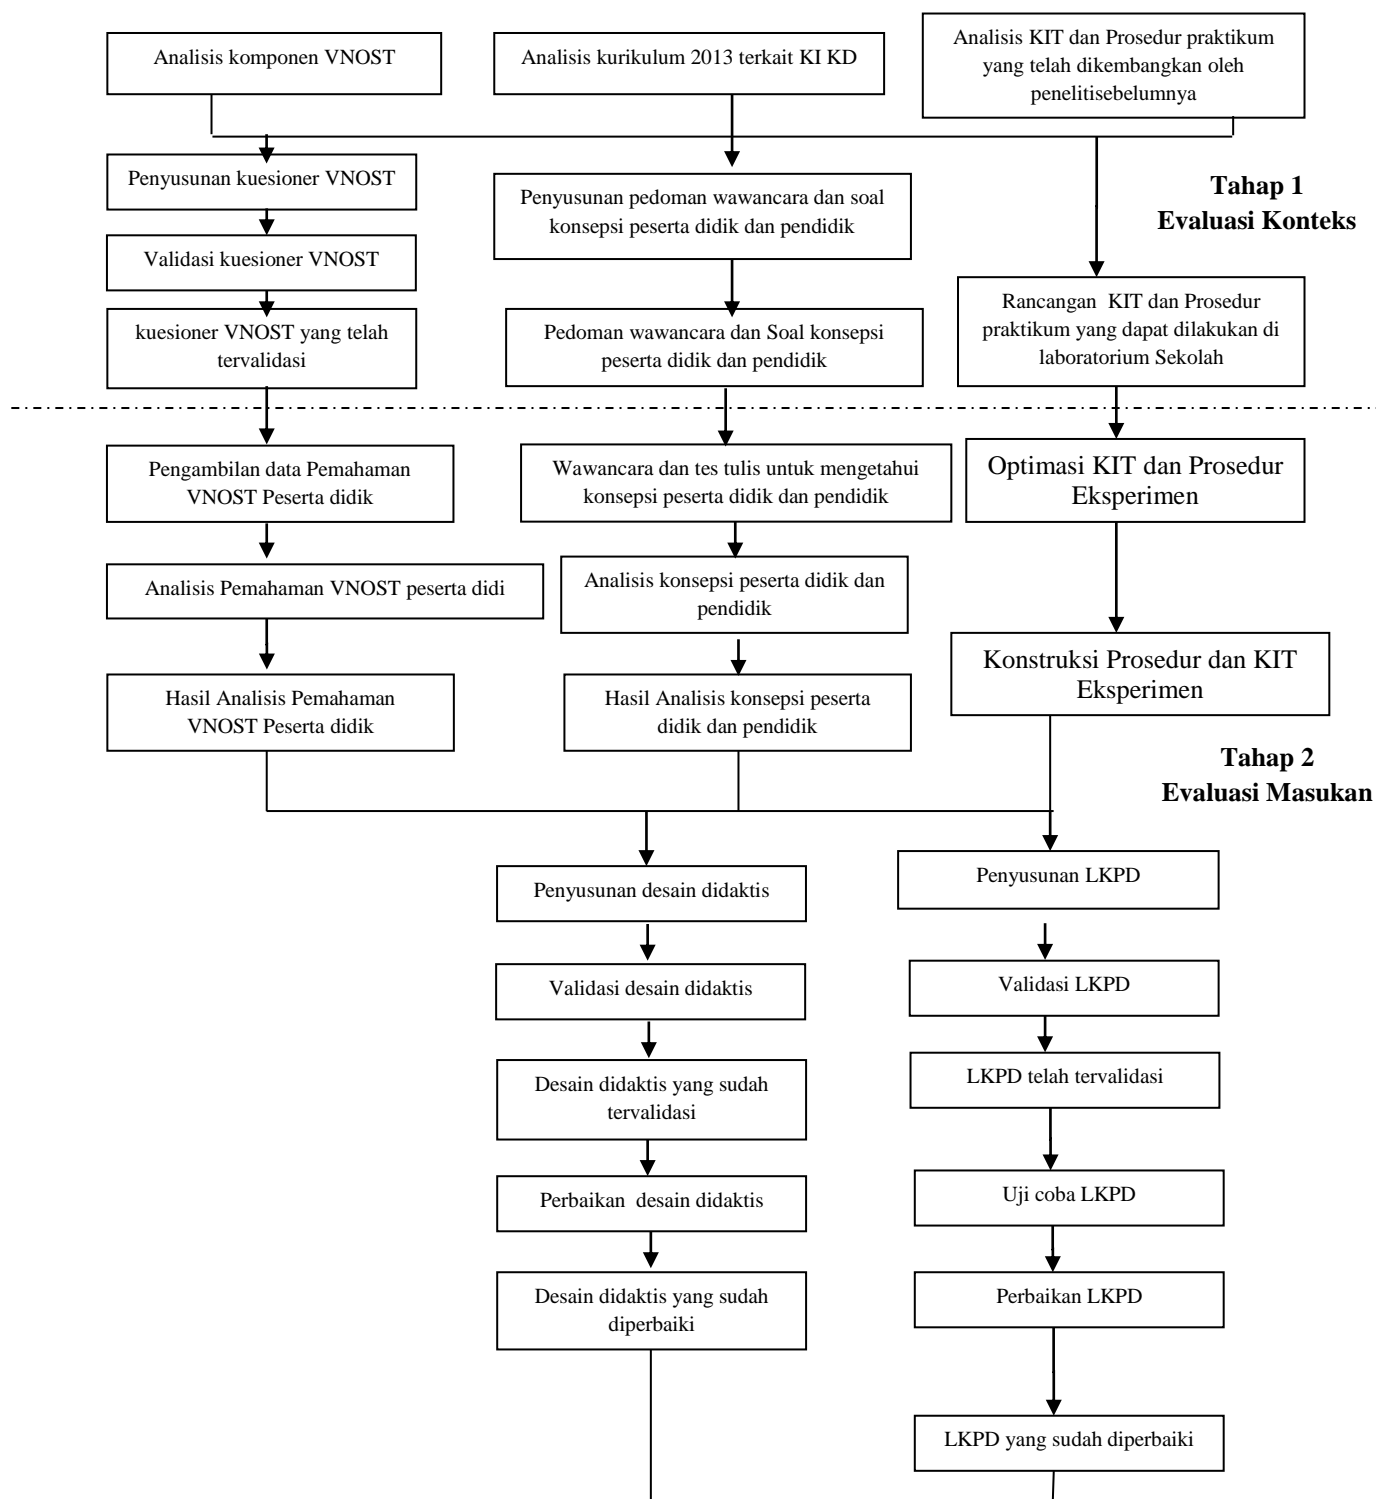 Analisis komponen VNOST
Analisis kurikulum 2013 terkait KI KD
Analisis KIT dan Prosedur praktikum
yang telah dikembangkan oleh
penelitisebelumnya
Penyusunan kuesioner VNOST
Penyusunan pedoman wawancara dan soal
konsepsi peserta didik dan pendidik
Tahap 1
Evaluasi Konteks
Validasi kuesioner VNOST
kuesioner VNOST yang telah
tervalidasi
Pedoman wawancara dan Soal konsepsi
peserta didik dan pendidik
Rancangan  KIT dan Prosedur
praktikum yang dapat dilakukan di
laboratorium Sekolah
Pengambilan data Pemahaman
VNOST Peserta didik
Wawancara dan tes tulis untuk mengetahui
konsepsi peserta didik dan pendidik
Optimasi KIT dan Prosedur
Eksperimen
Analisis Pemahaman VNOST peserta didi
Analisis konsepsi peserta didik dan
pendidik
Konstruksi Prosedur dan KIT
Eksperimen
Hasil Analisis Pemahaman
VNOST Peserta didik
Hasil Analisis konsepsi peserta
didik dan pendidik
Tahap 2
Evaluasi Masukan
Penyusunan desain didaktis
Penyusunan LKPD
Validasi desain didaktis
Validasi LKPD
Desain didaktis yang sudah
tervalidasi
LKPD telah tervalidasi
Perbaikan  desain didaktis
Uji coba LKPD
Desain didaktis yang sudah
diperbaiki
Perbaikan LKPD
LKPD yang sudah diperbaiki